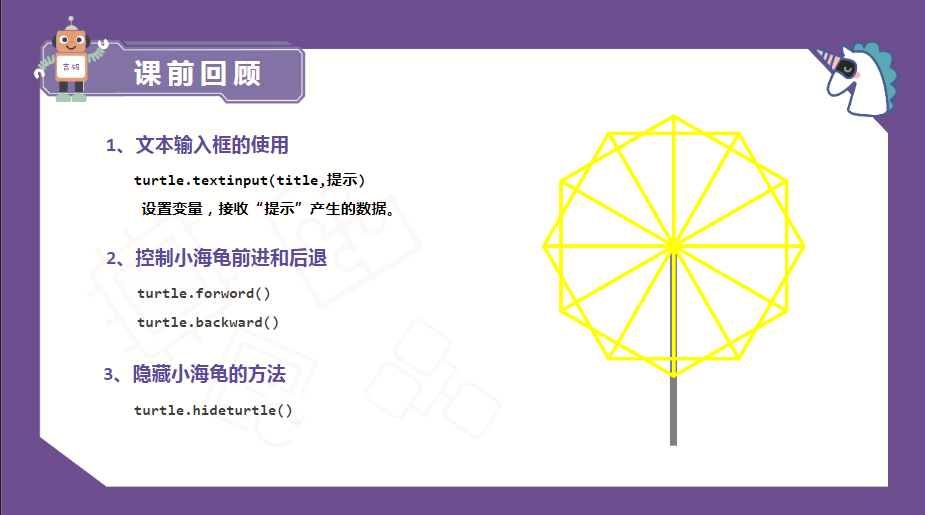 课前回顾
1、文本输入框的使用
turtle.textinput(title,提示)
设置变量，接收“提示”产生的数据。
2、控制小海龟前进和后退
turtle.forword()
turtle.backward()
3、隐藏小海龟的方法
turtle.hideturtle()